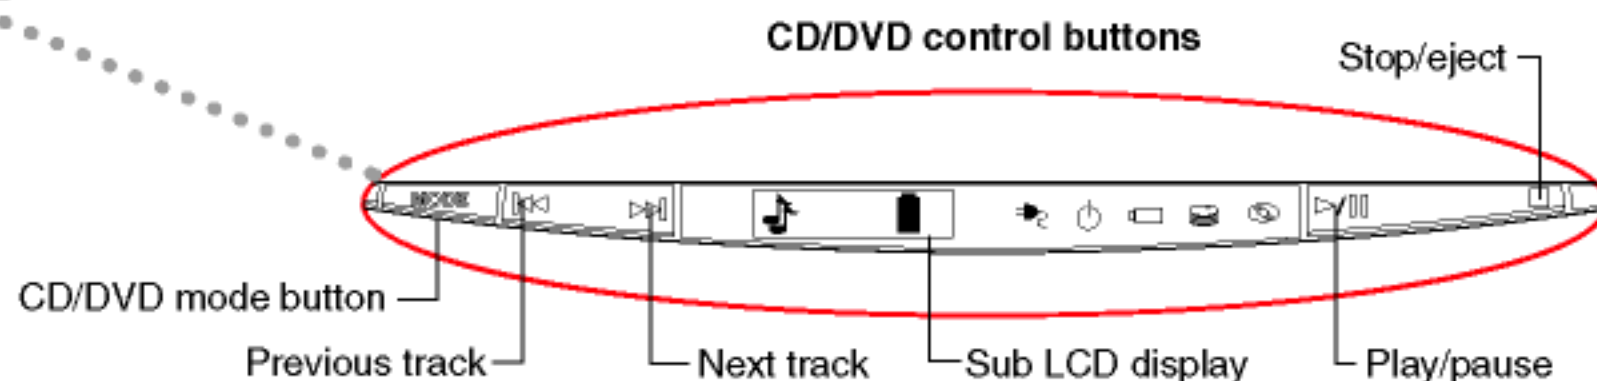 CD/DVD control buttons
Stop/eject
MODE
CD/DVD mode button
Previous track
Next track
Sub LCD display
Play/pause